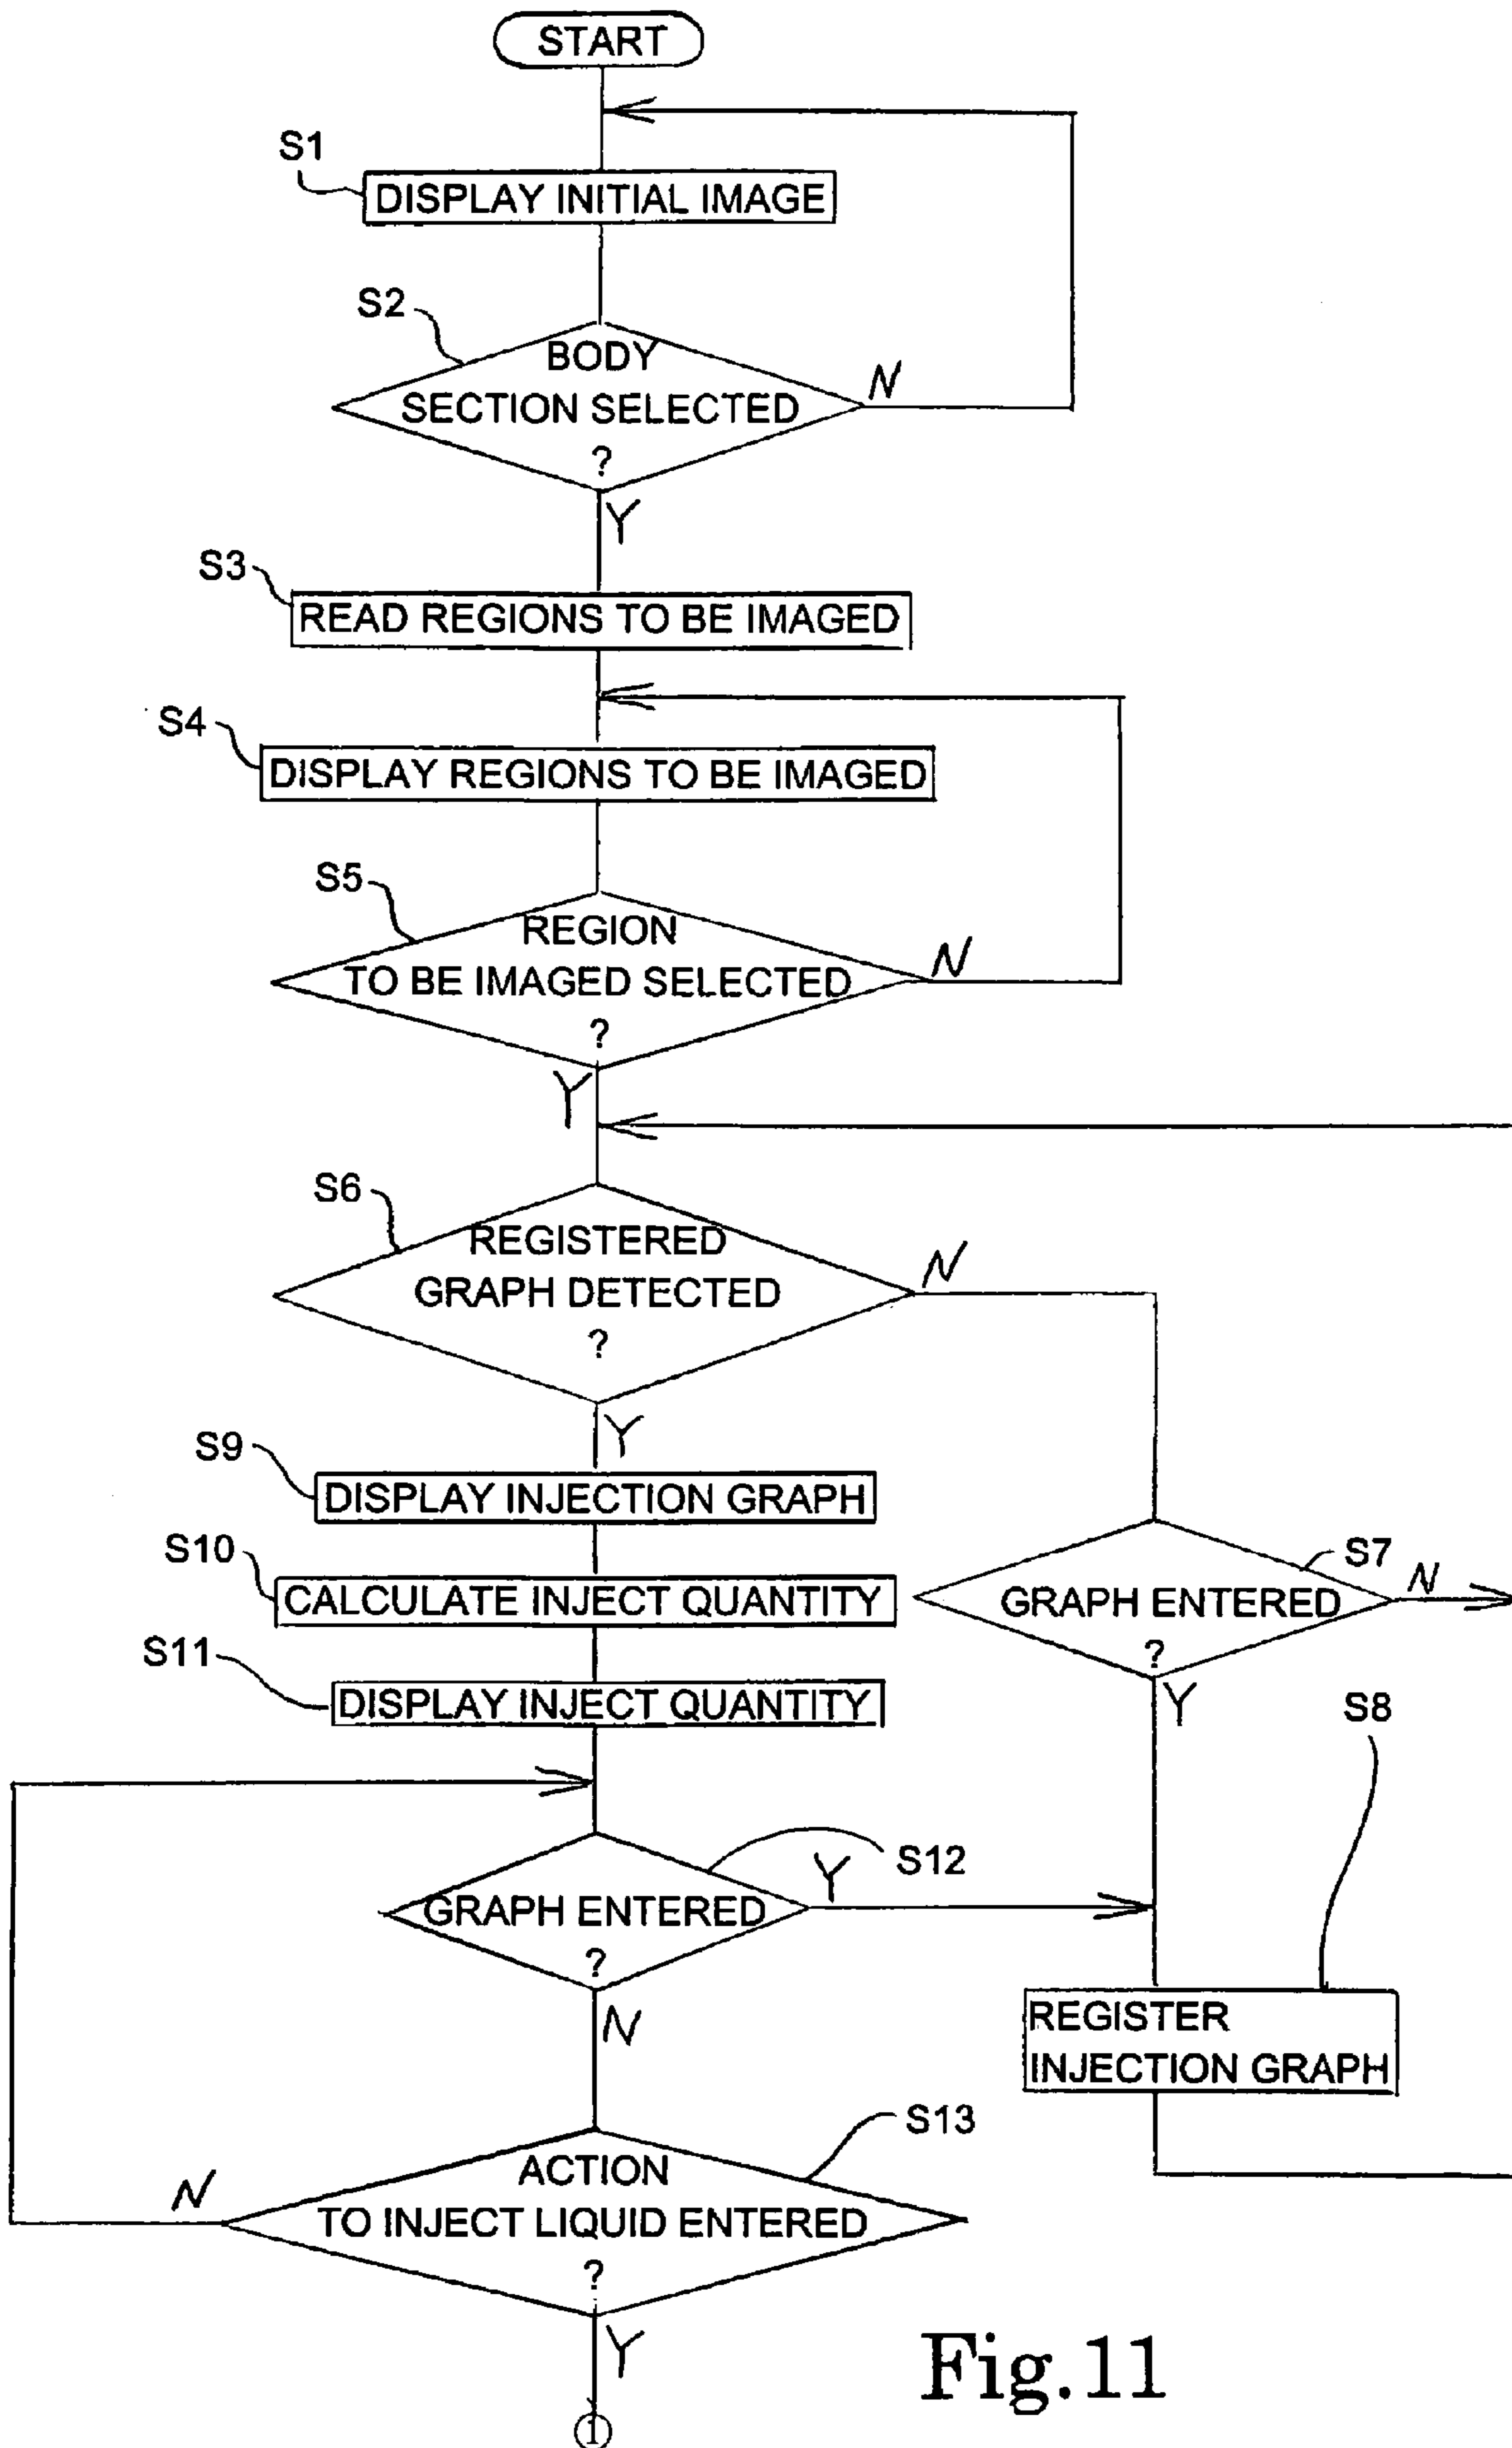 START
S1
DISPLAY INITIAL IMAGE
S2
BODY
SECTION SELECTED
?
N
Y
S3
READ REGIONS TO BE IMAGED
S4
DISPLAY REGIONS TO BE IMAGED
S5
REGION
TO BE IMAGED SELECTED
?
N
Y
S6
REGISTERED
GRAPH DETECTED
?
N
Y
S9
DISPLAY INJECTION GRAPH
S10
CALCULATE INJECT QUANTITY
S7
GRAPH ENTERED
?
N
Y
S11
DISPLAY INJECT QUANTITY
S8
S12
GRAPH ENTERED
?
Y
N
REGISTER
INJECTION GRAPH
S13
ACTION
TO INJECT LIQUID ENTERED
?
N
Y
①
Fig.11